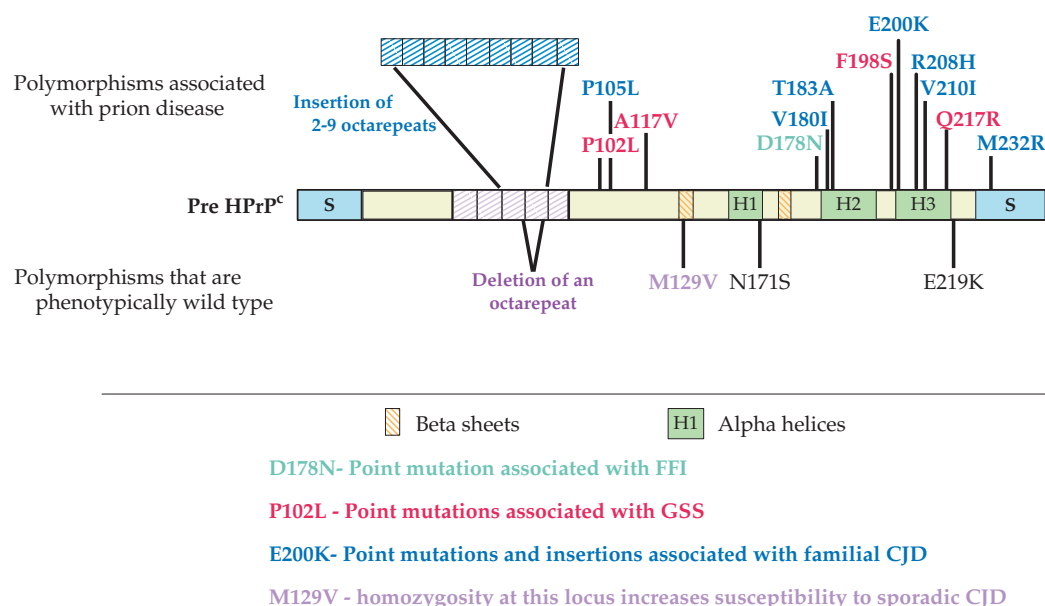 E200K
Polymorphisms associated
with prion disease
F198S
R208H
P105L
T183A
V210I
Insertion of
2-9 octarepeats
A117V
V180I
Q217R
P102L
D178N
M232R
Pre HPrPᶜ
S
H1
H2
H3
S
Polymorphisms that are
phenotypically wild type
Deletion of an
octarepeat
M129V
N171S
E219K
Beta sheets
H1
Alpha helices
D178N- Point mutation associated with FFI
P102L - Point mutations associated with GSS
E200K- Point mutations and insertions associated with familial CJD
M129V - homozygosity at this locus increases susceptibility to sporadic CJD